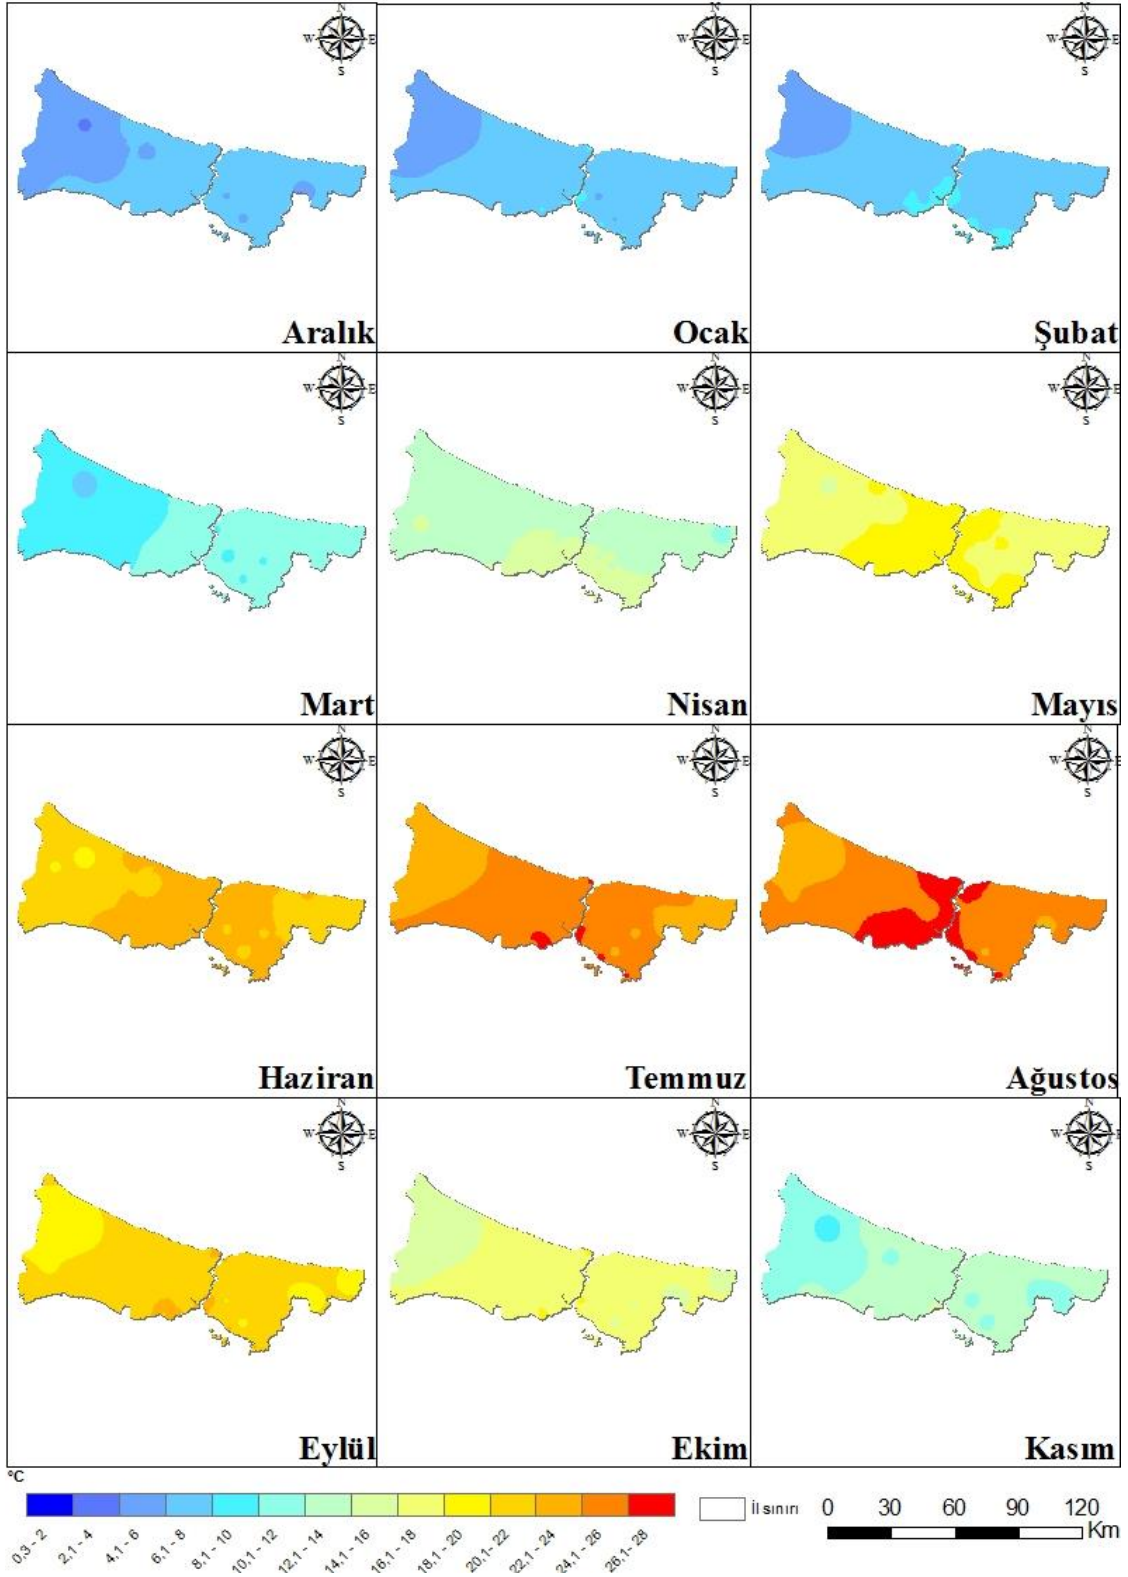 N
W E
S
Aralık
N
W E
S
Ocak
N
W E
S
Şubat
N
W E
S
Mart
N
W E
S
Nisan
N
W E
S
Mayıs
N
W E
S
Haziran
N
W E
S
Temmuz
N
W E
S
Ağustos
N
W E
S
Eylül
N
W E
S
Ekim
N
W E
S
Kasım
°C
0,3 - 2
2,1 - 4
4,1 - 6
6,1 - 8
8,1 - 10
10,1 - 12
12,1 - 14
14,1 - 16
16,1 - 18
18,1 - 20
20,1 - 22
22,1 - 24
24,1 - 26
26,1 - 28
İl sınırı
0 30 60 90 120
Km